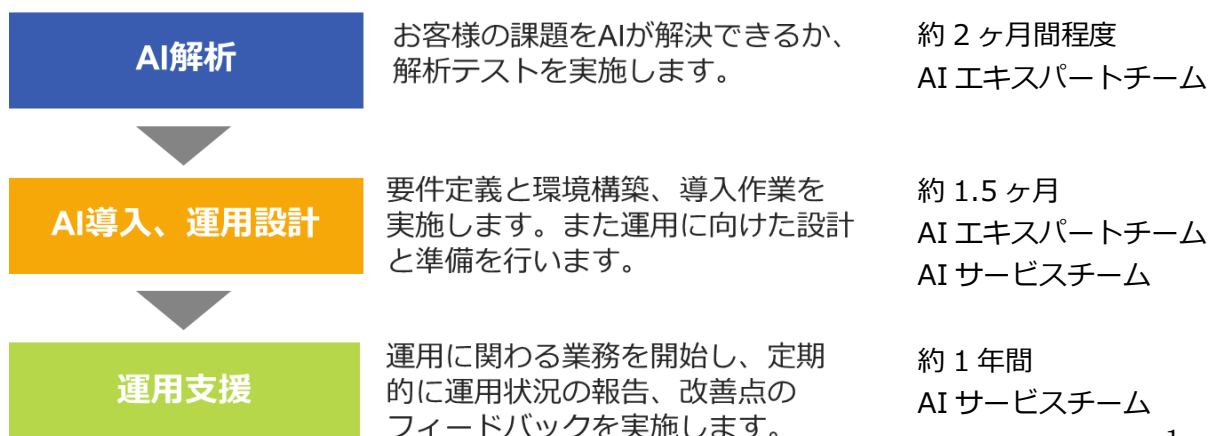 AI解析
お客様の課題をAIが解決できるか、
解析テストを実施します。
約 2 ヶ月間程度
AI エキスパートチーム
AI導入、運用設計
要件定義と環境構築、導入作業を
実施します。また運用に向けた設計
と準備を行います。
約 1.5 ヶ月
AI エキスパートチーム
AI サービスチーム
運用支援
運用に関わる業務を開始し、定期
的に運用状況の報告、改善点の
フィードバックを実施します。
約 1 年間
AI サービスチーム
1